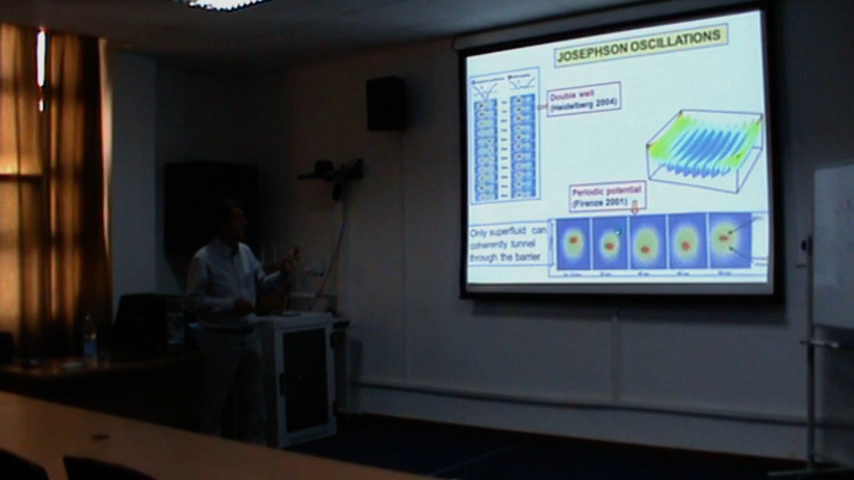 JOSEPHSON OSCILLATIONS
Double well
(Heidelberg 2004)
Periodic potential
(Firenze 2001)
Only superfluid can
coherently tunnel
through the barrier